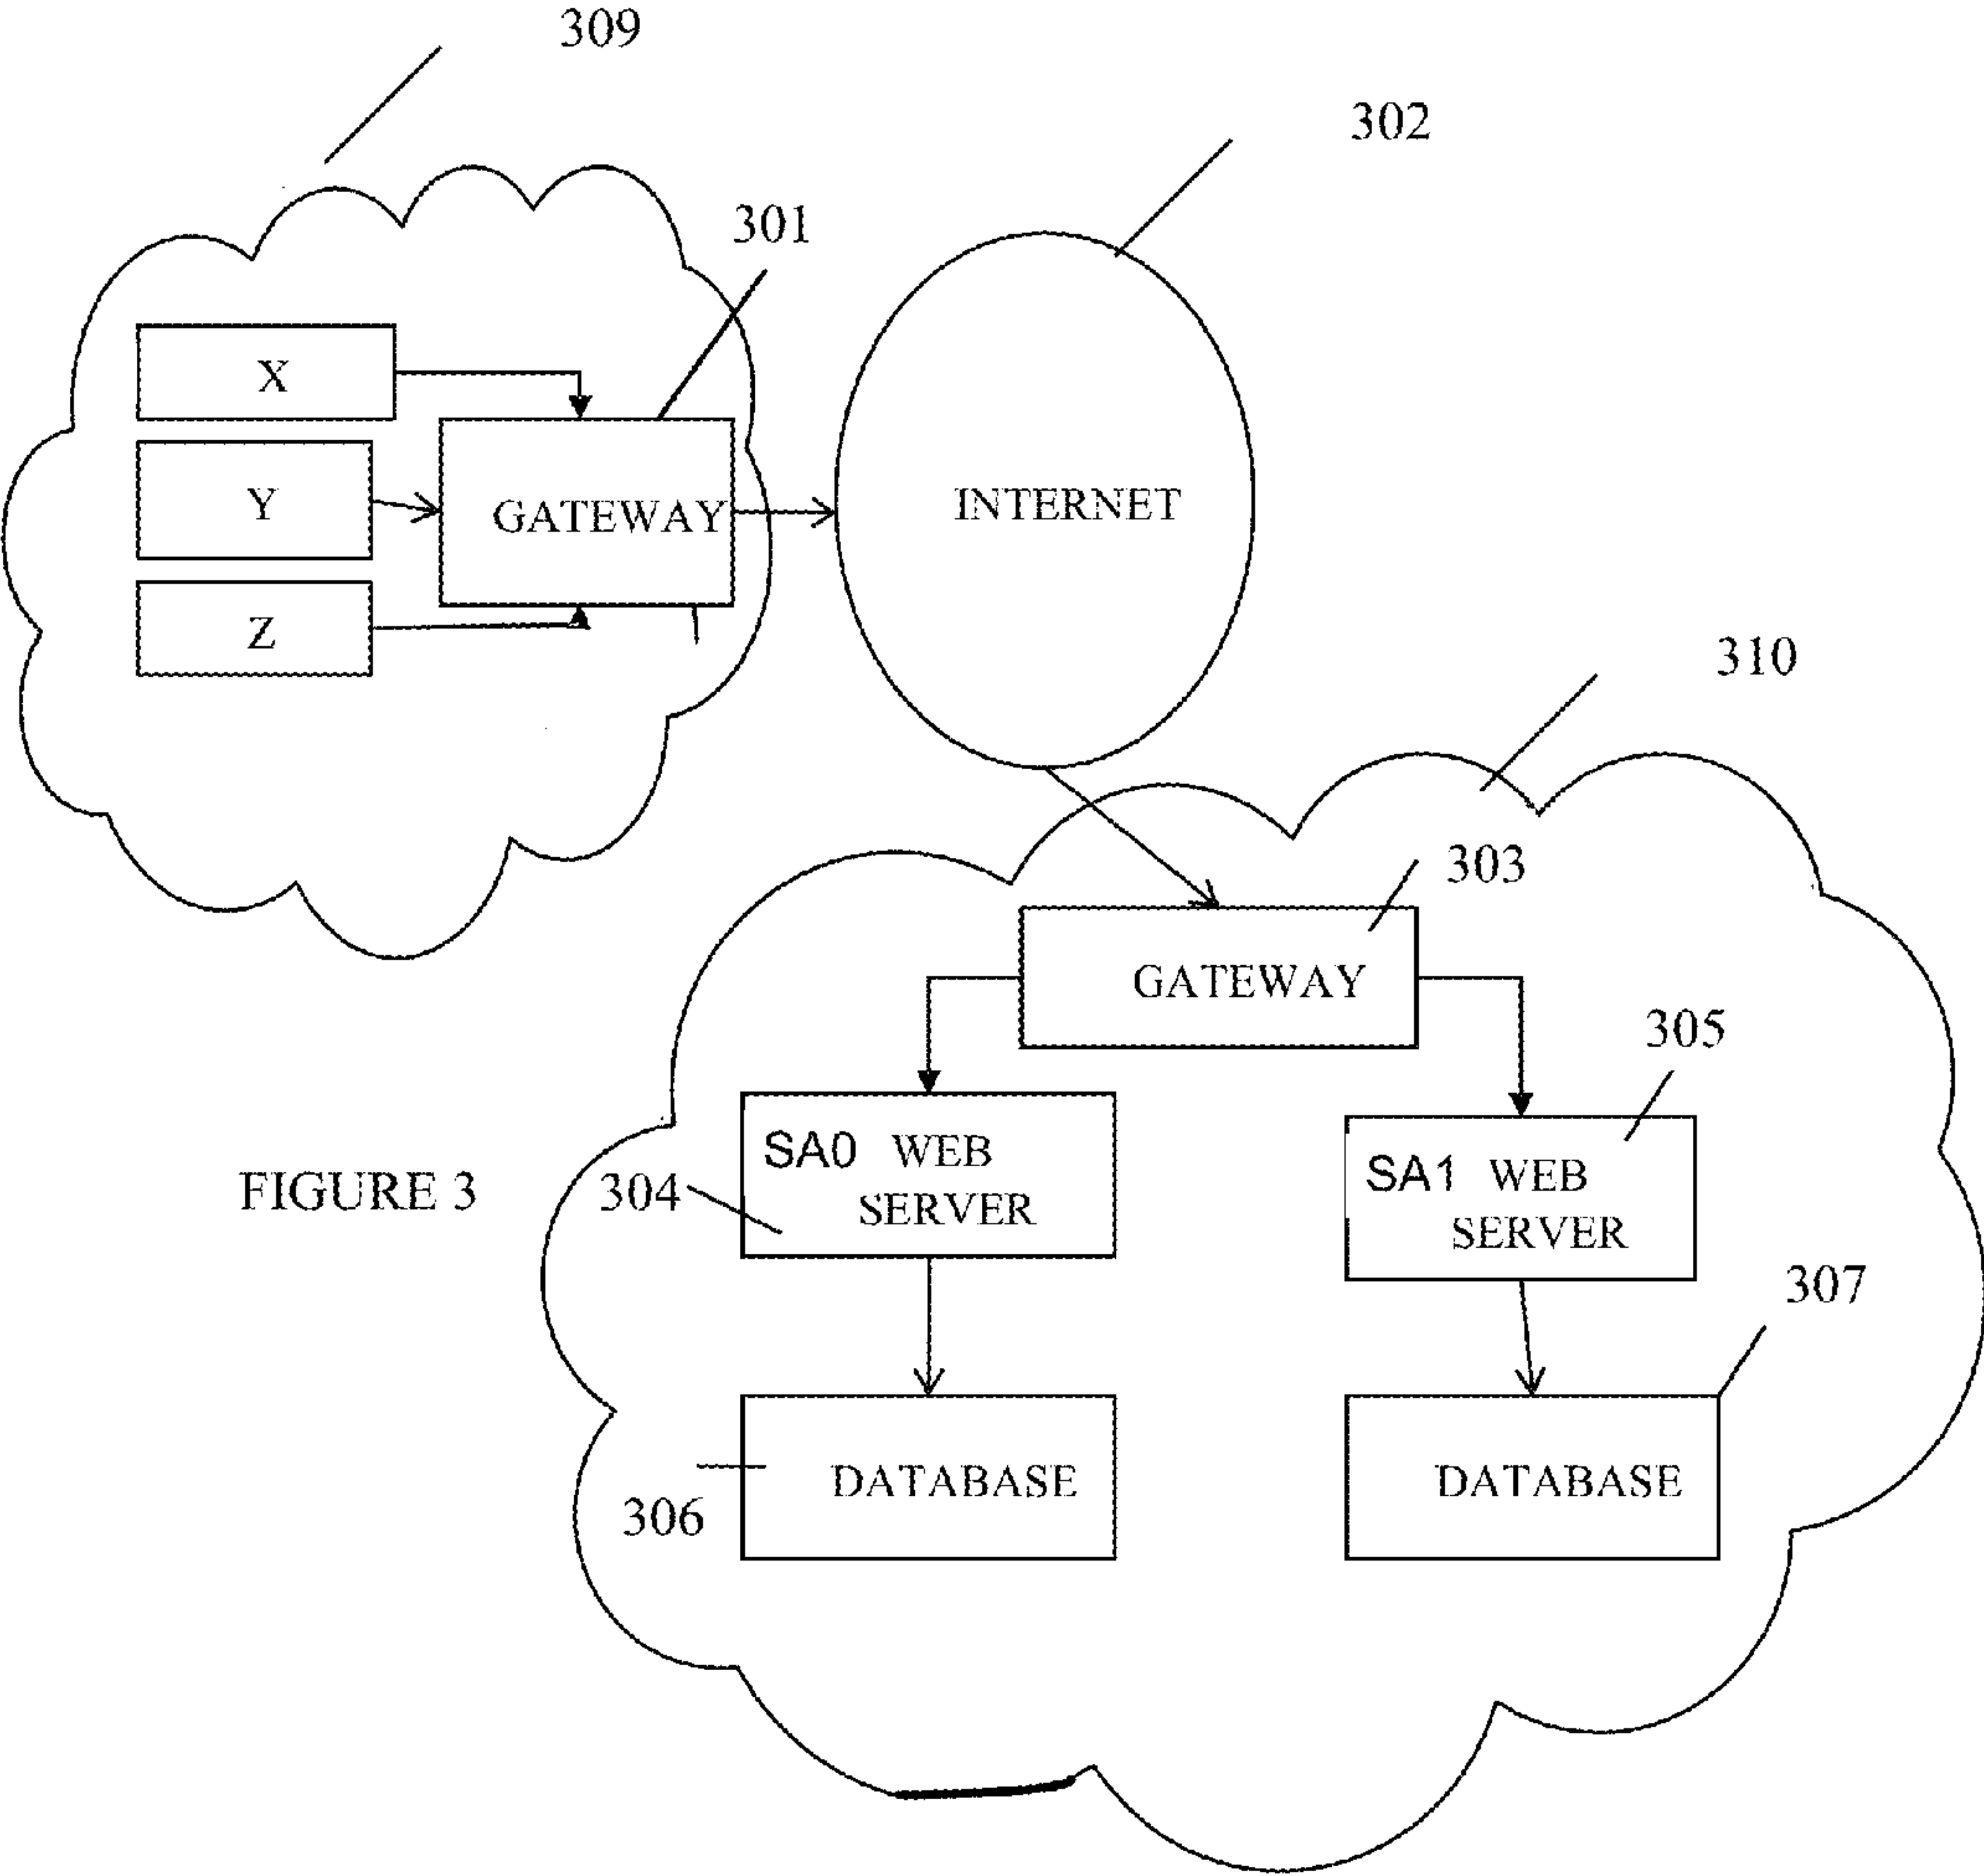 309
302
301
X
Y
GATEWAY
INTERNET
Z
310
303
GATEWAY
305
SA0 WEB
SERVER
SA1 WEB
SERVER
FIGURE 3
304
307
DATABASE
DATABASE
306